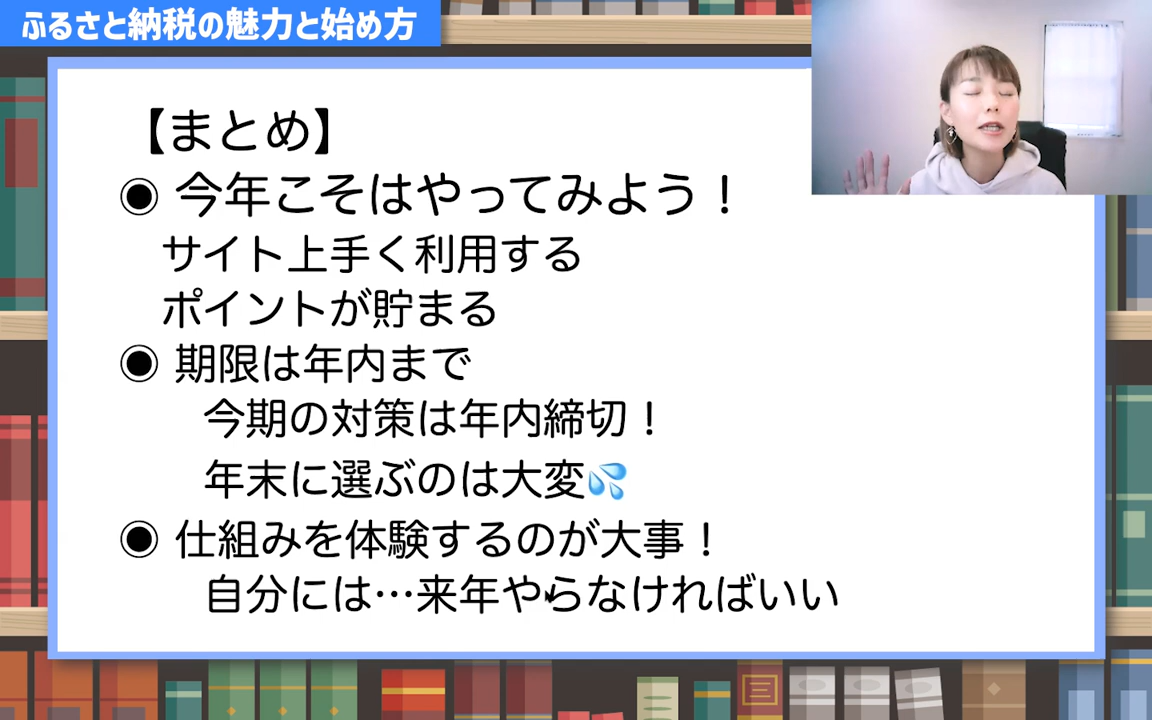 ふるさと納税の魅力と始め方
【まとめ】
◉ 今年こそはやってみよう！
サイト上手く利用する
ポイントが貯まる
◉ 期限は年内まで
今期の対策は年内締切！
年末に選ぶのは大変💦
◉ 仕組みを体験するのが大事！
自分には…来年やらなければいい